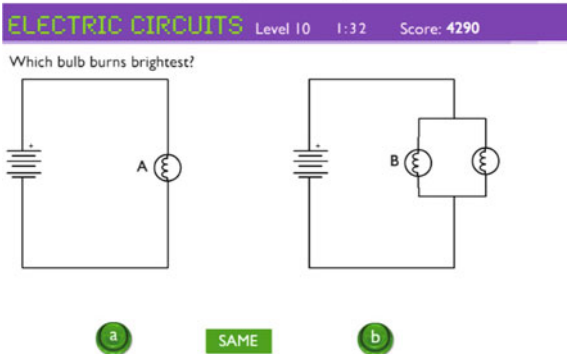 ELECTRIC CIRCUITS Level 10 1:32 Score: 4290
Which bulb burns brightest?
+ +
A B
a SAME b